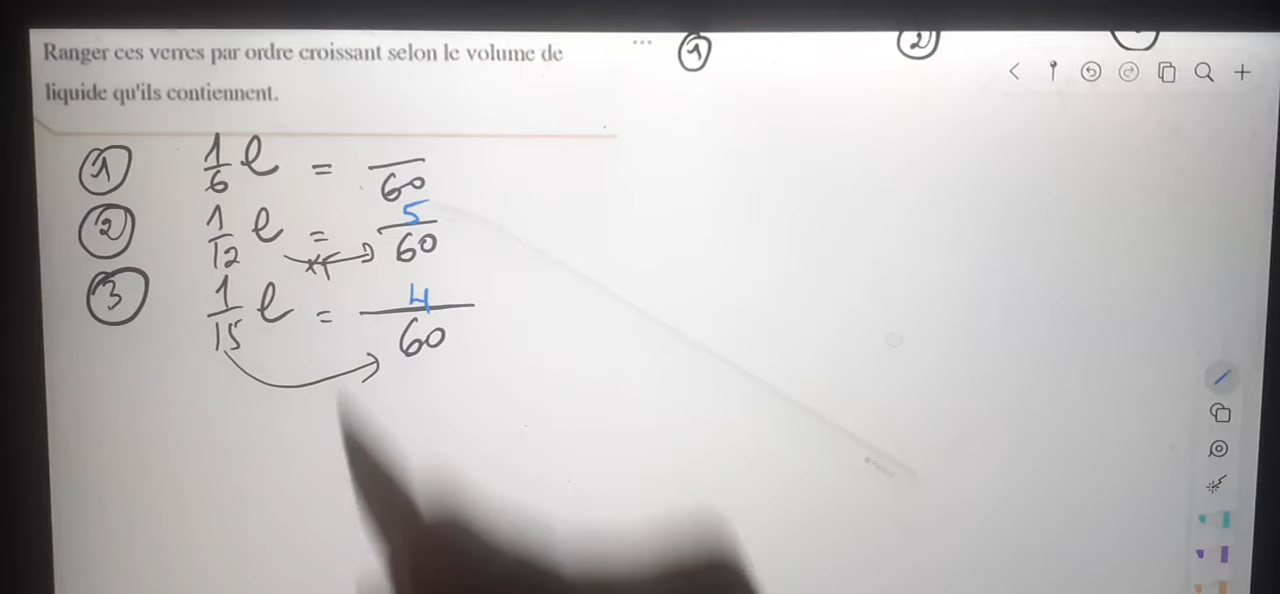 Ranger ces verres par ordre croissant selon le volume de
liquide qu'ils contiennent.
1
2
1 1/6 l = /60
2 1/12 l = 5/60
3 1/15 l = 4/60